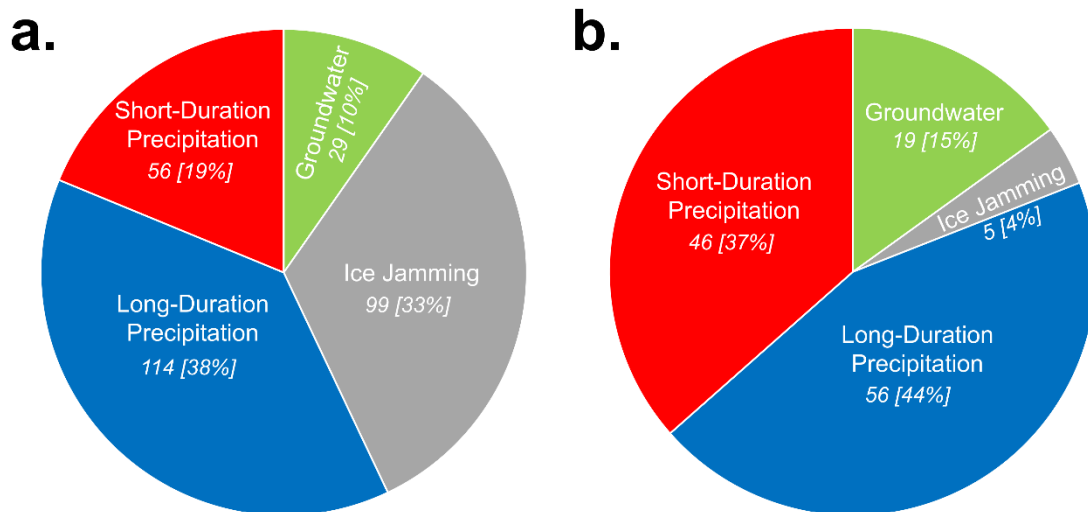 a.
Short-Duration
Precipitation
56 [19%]
Groundwater
29 [10%]
Ice Jamming
99 [33%]
Long-Duration
Precipitation
114 [38%]
b.
Short-Duration
Precipitation
46 [37%]
Groundwater
19 [15%]
Ice Jamming
5 [4%]
Long-Duration
Precipitation
56 [44%]